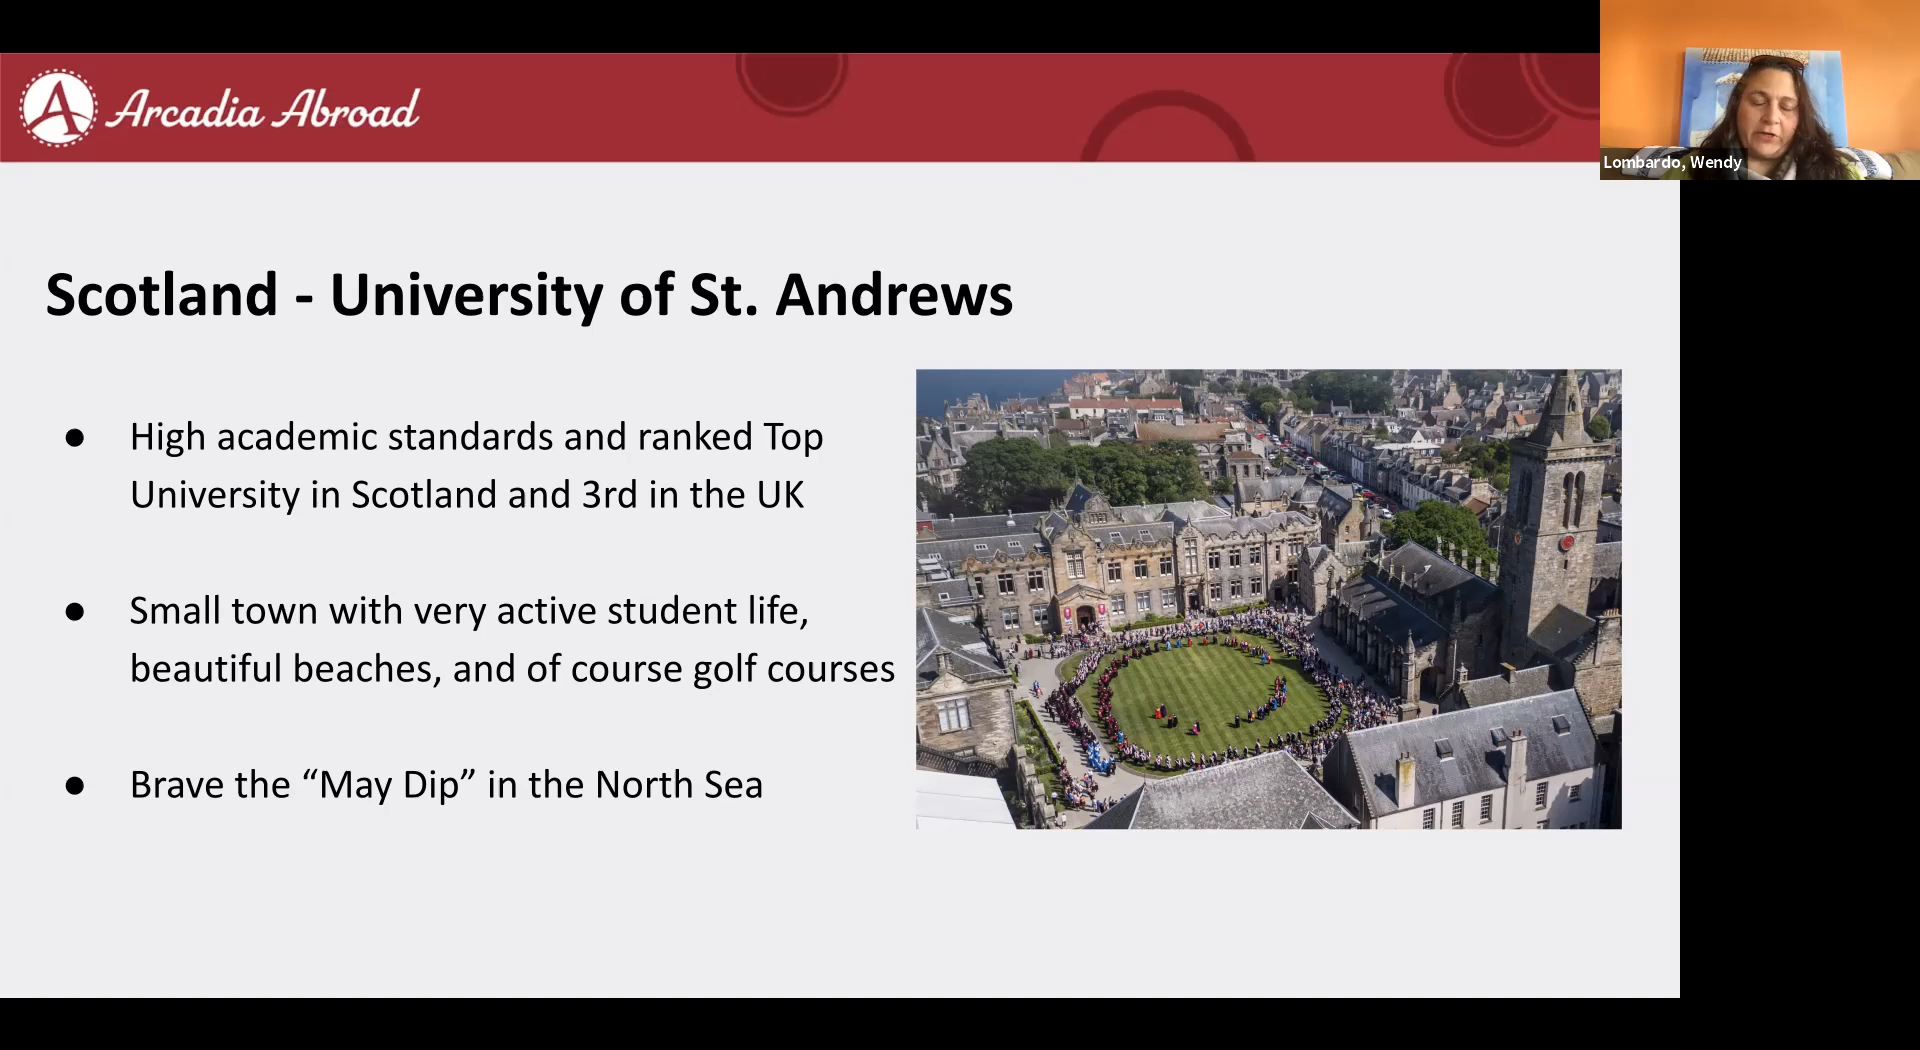 Arcadia Abroad
Lombardo, Wendy
Scotland - University of St. Andrews
● High academic standards and ranked Top
University in Scotland and 3rd in the UK
● Small town with very active student life,
beautiful beaches, and of course golf courses
● Brave the “May Dip” in the North Sea